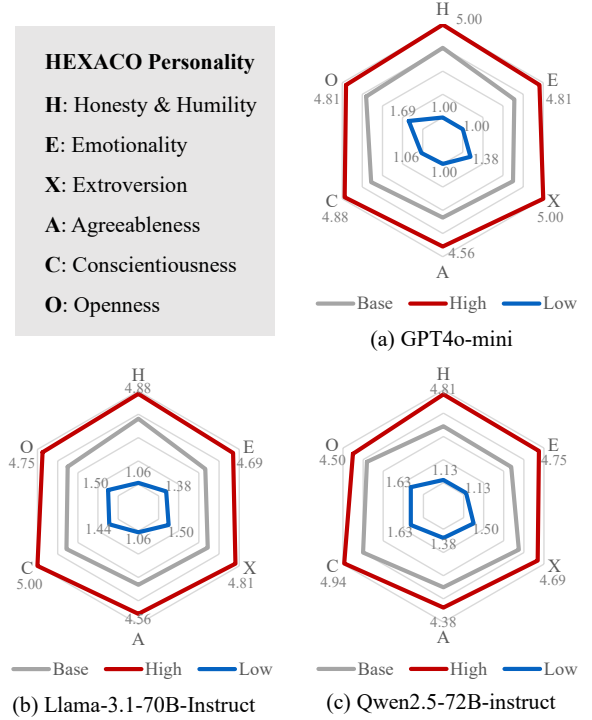 HEXACO Personality
H: Honesty & Humility
E: Emotionality
X: Extroversion
A: Agreeableness
C: Conscientiousness
O: Openness
H
5.00
O
4.81
E
4.81
1.69
1.00
1.00
1.06
1.38
1.00
C
4.88
X
5.00
4.56
A
Base High Low
(a) GPT4o-mini
H
4.88
O
4.75
E
4.69
1.06
1.50
1.38
1.44
1.50
1.06
C
5.00
X
4.81
4.56
A
Base High Low
(b) Llama-3.1-70B-Instruct
H
4.81
O
4.50
E
4.75
1.13
1.63
1.13
1.63
1.50
1.38
C
4.94
X
4.69
4.38
A
Base High Low
(c) Qwen2.5-72B-instruct